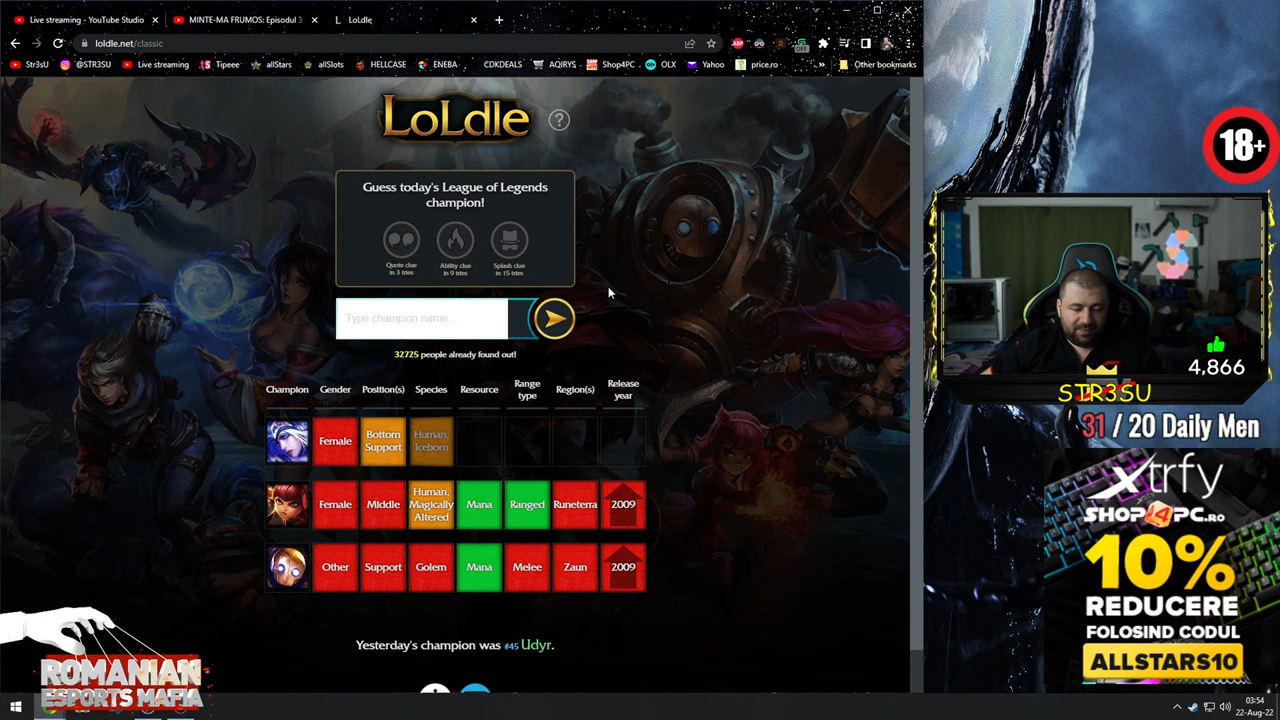 Live streaming - YouTube Studio
MINTE-MA FRUMOS: Episodul 3
LoLdle
loldle.net/classic
Str3sU
@STR3SU
Live streaming
Tipeee
allStars
allSlots
HELLCASE
ENEBA
CDKDEALS
AQIRYS
Shop4PC
OLX
Yahoo
price.ro
Other bookmarks
LoLdle
?
Guess today's League of Legends
champion!
Quote clue
in 3 tries
Ability clue
in 9 tries
Splash clue
in 15 tries
Type champion name ...
32725 people already found out!
Champion Gender Position(s) Species Resource Range type Region(s) Release year
Female Bottom Support Human, Iceborn
Female Middle Human, Magically Altered Mana Ranged Runeterra 2009
Other Support Golem Mana Melee Zaun 2009
Yesterday's champion was #45 Udyr.
ROMANIAN
ESPORTS MAFIA
18+
4,866
STR3SU
31 / 20 Daily Men
xtrfy
SHOP4PC.RO
10%
REDUCERE
FOLOSIND CODUL
ALLSTARS10
03:54
22-Aug-22